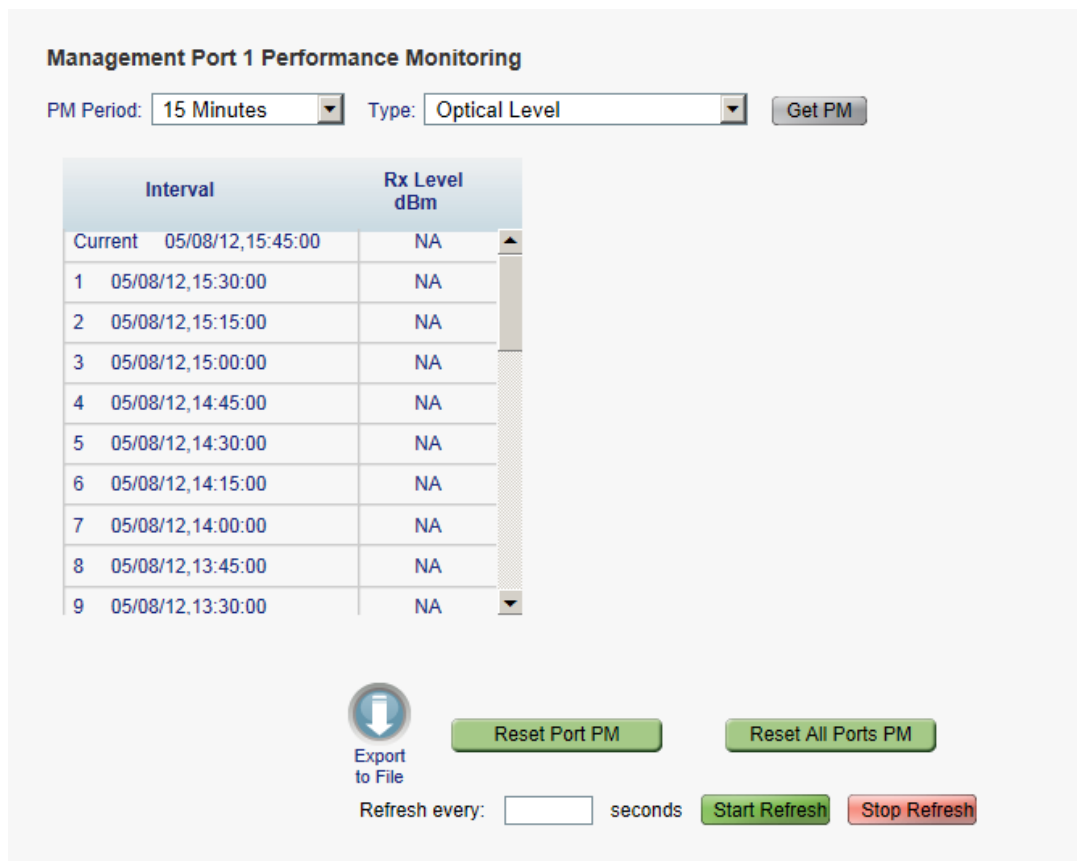 Management Port 1 Performance Monitoring
PM Period: 15 Minutes Type: Optical Level Get PM
Interval Rx Level dBm
Current 05/08/12,15:45:00 NA
1 05/08/12,15:30:00 NA
2 05/08/12,15:15:00 NA
3 05/08/12,15:00:00 NA
4 05/08/12,14:45:00 NA
5 05/08/12,14:30:00 NA
6 05/08/12,14:15:00 NA
7 05/08/12,14:00:00 NA
8 05/08/12,13:45:00 NA
9 05/08/12,13:30:00 NA
Export to File
Reset Port PM Reset All Ports PM
Refresh every: seconds Start Refresh Stop Refresh